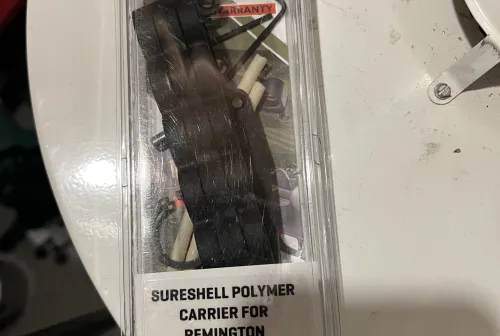 WARRANTY
SURESHELL POLYMER
CARRIER FOR
REMINGTON